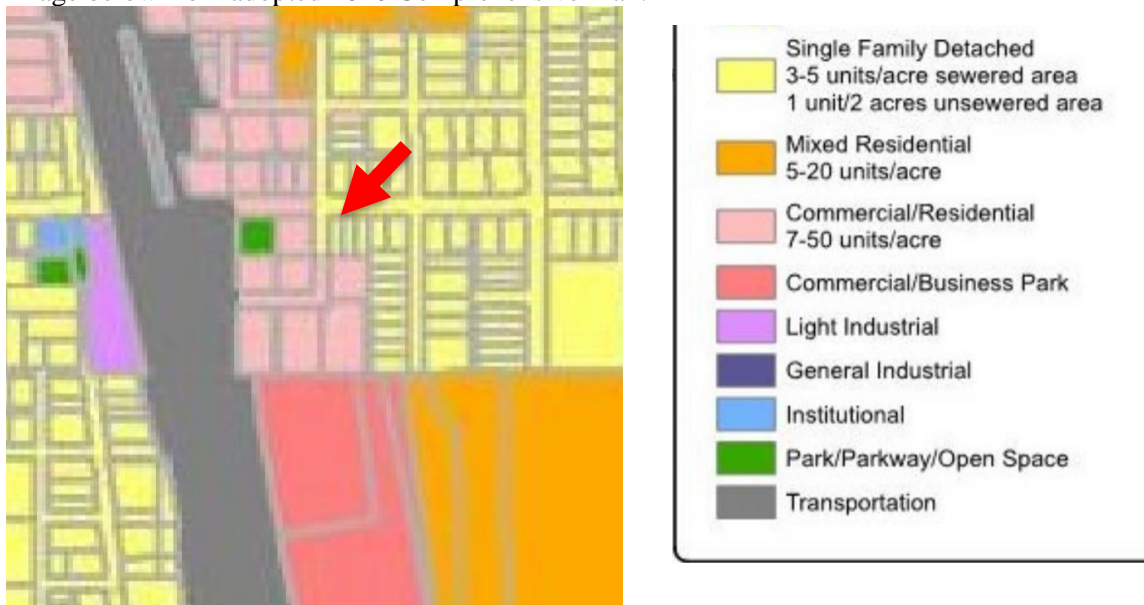 Single Family Detached
3-5 units/acre sewered area
1 unit/2 acres unsewered area
Mixed Residential
5-20 units/acre
Commercial/Residential
7-50 units/acre
Commercial/Business Park
Light Industrial
General Industrial
Institutional
Park/Parkway/Open Space
Transportation